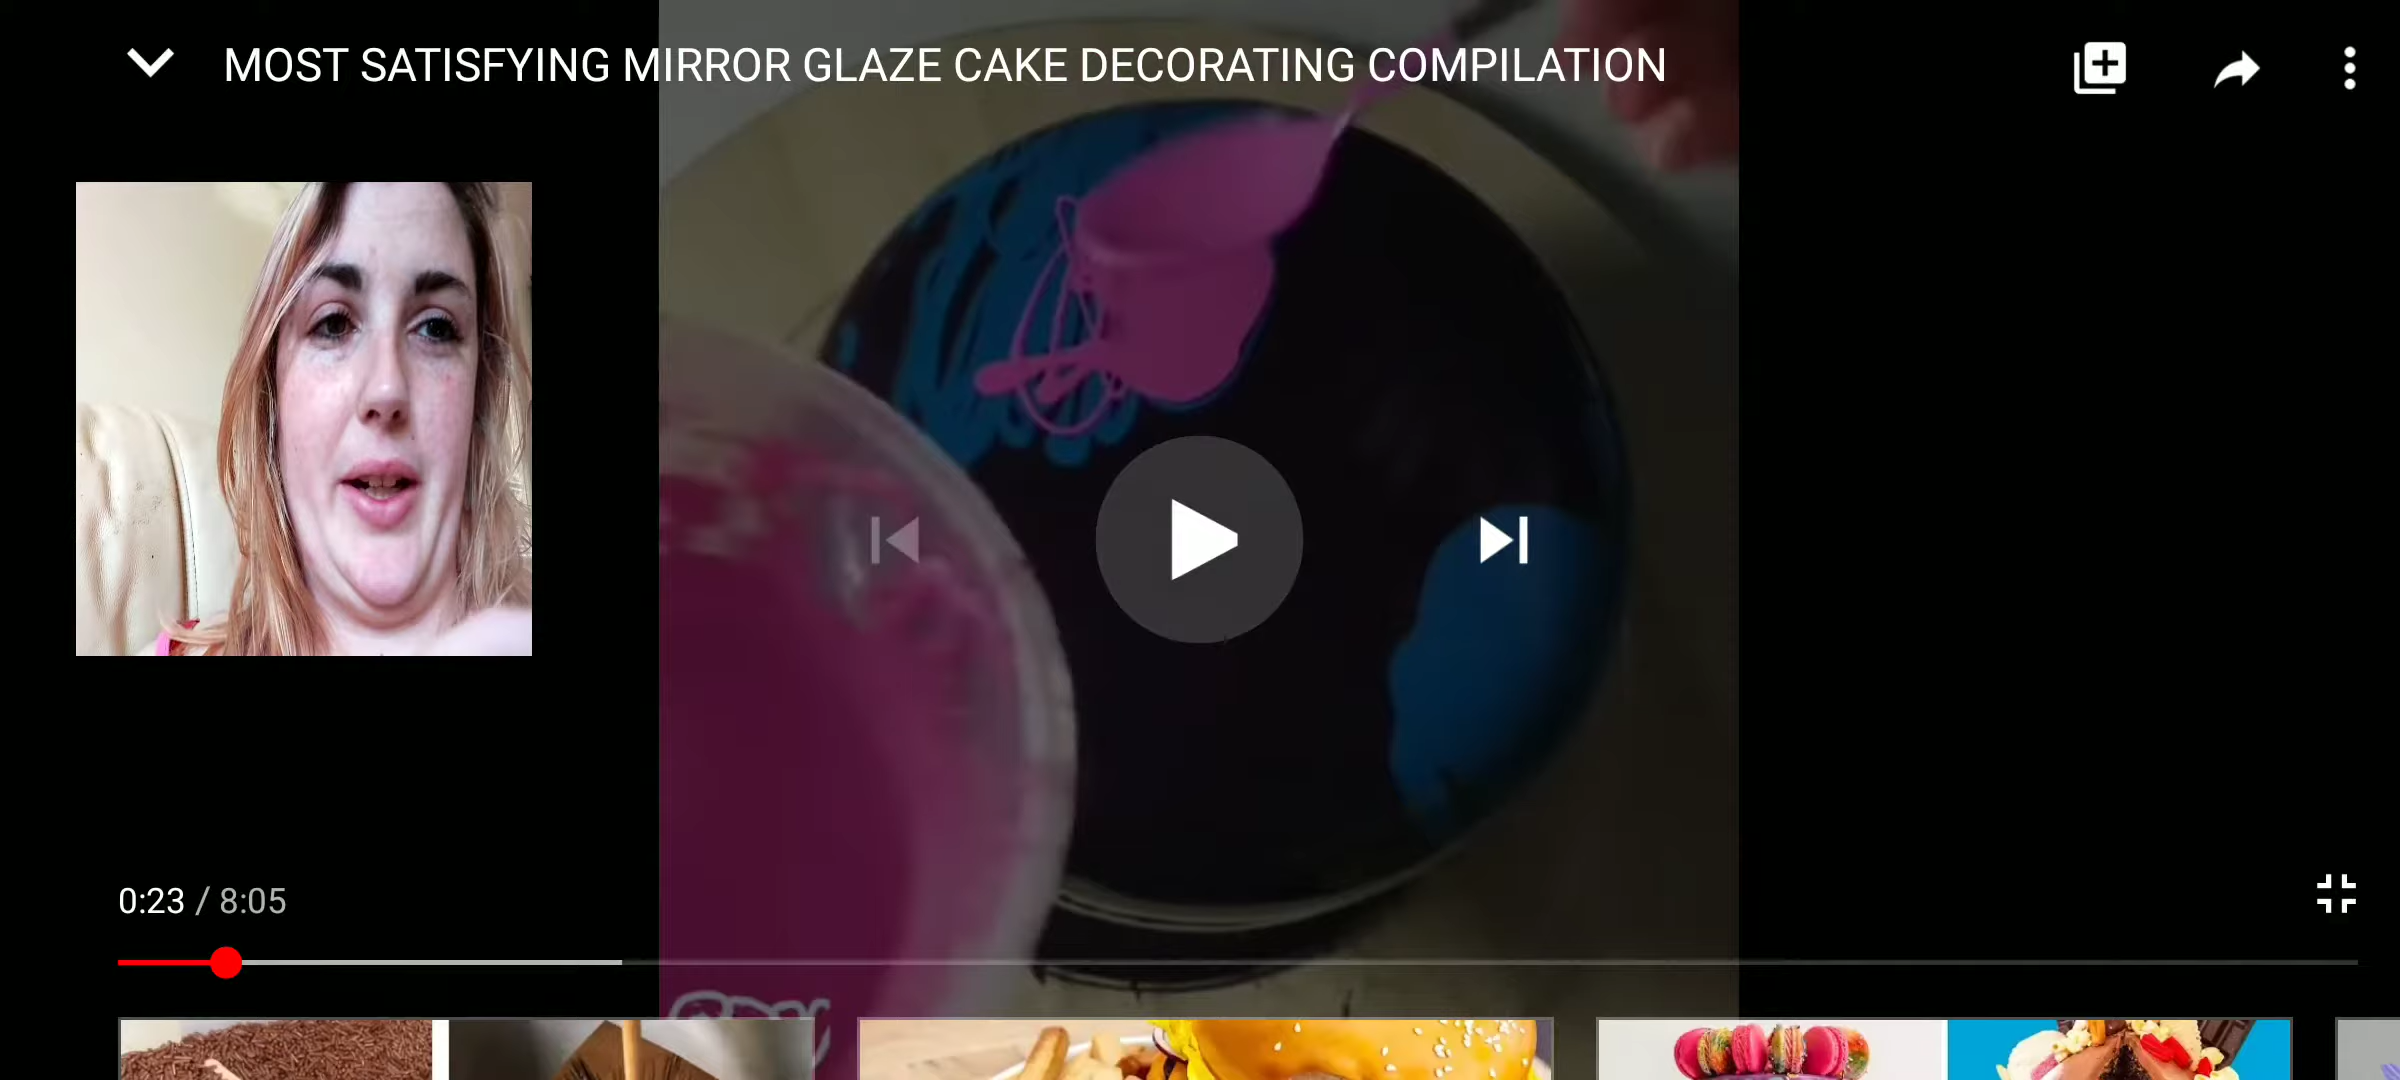 MOST SATISFYING MIRROR GLAZE CAKE DECORATING COMPILATION
0:23 / 8:05